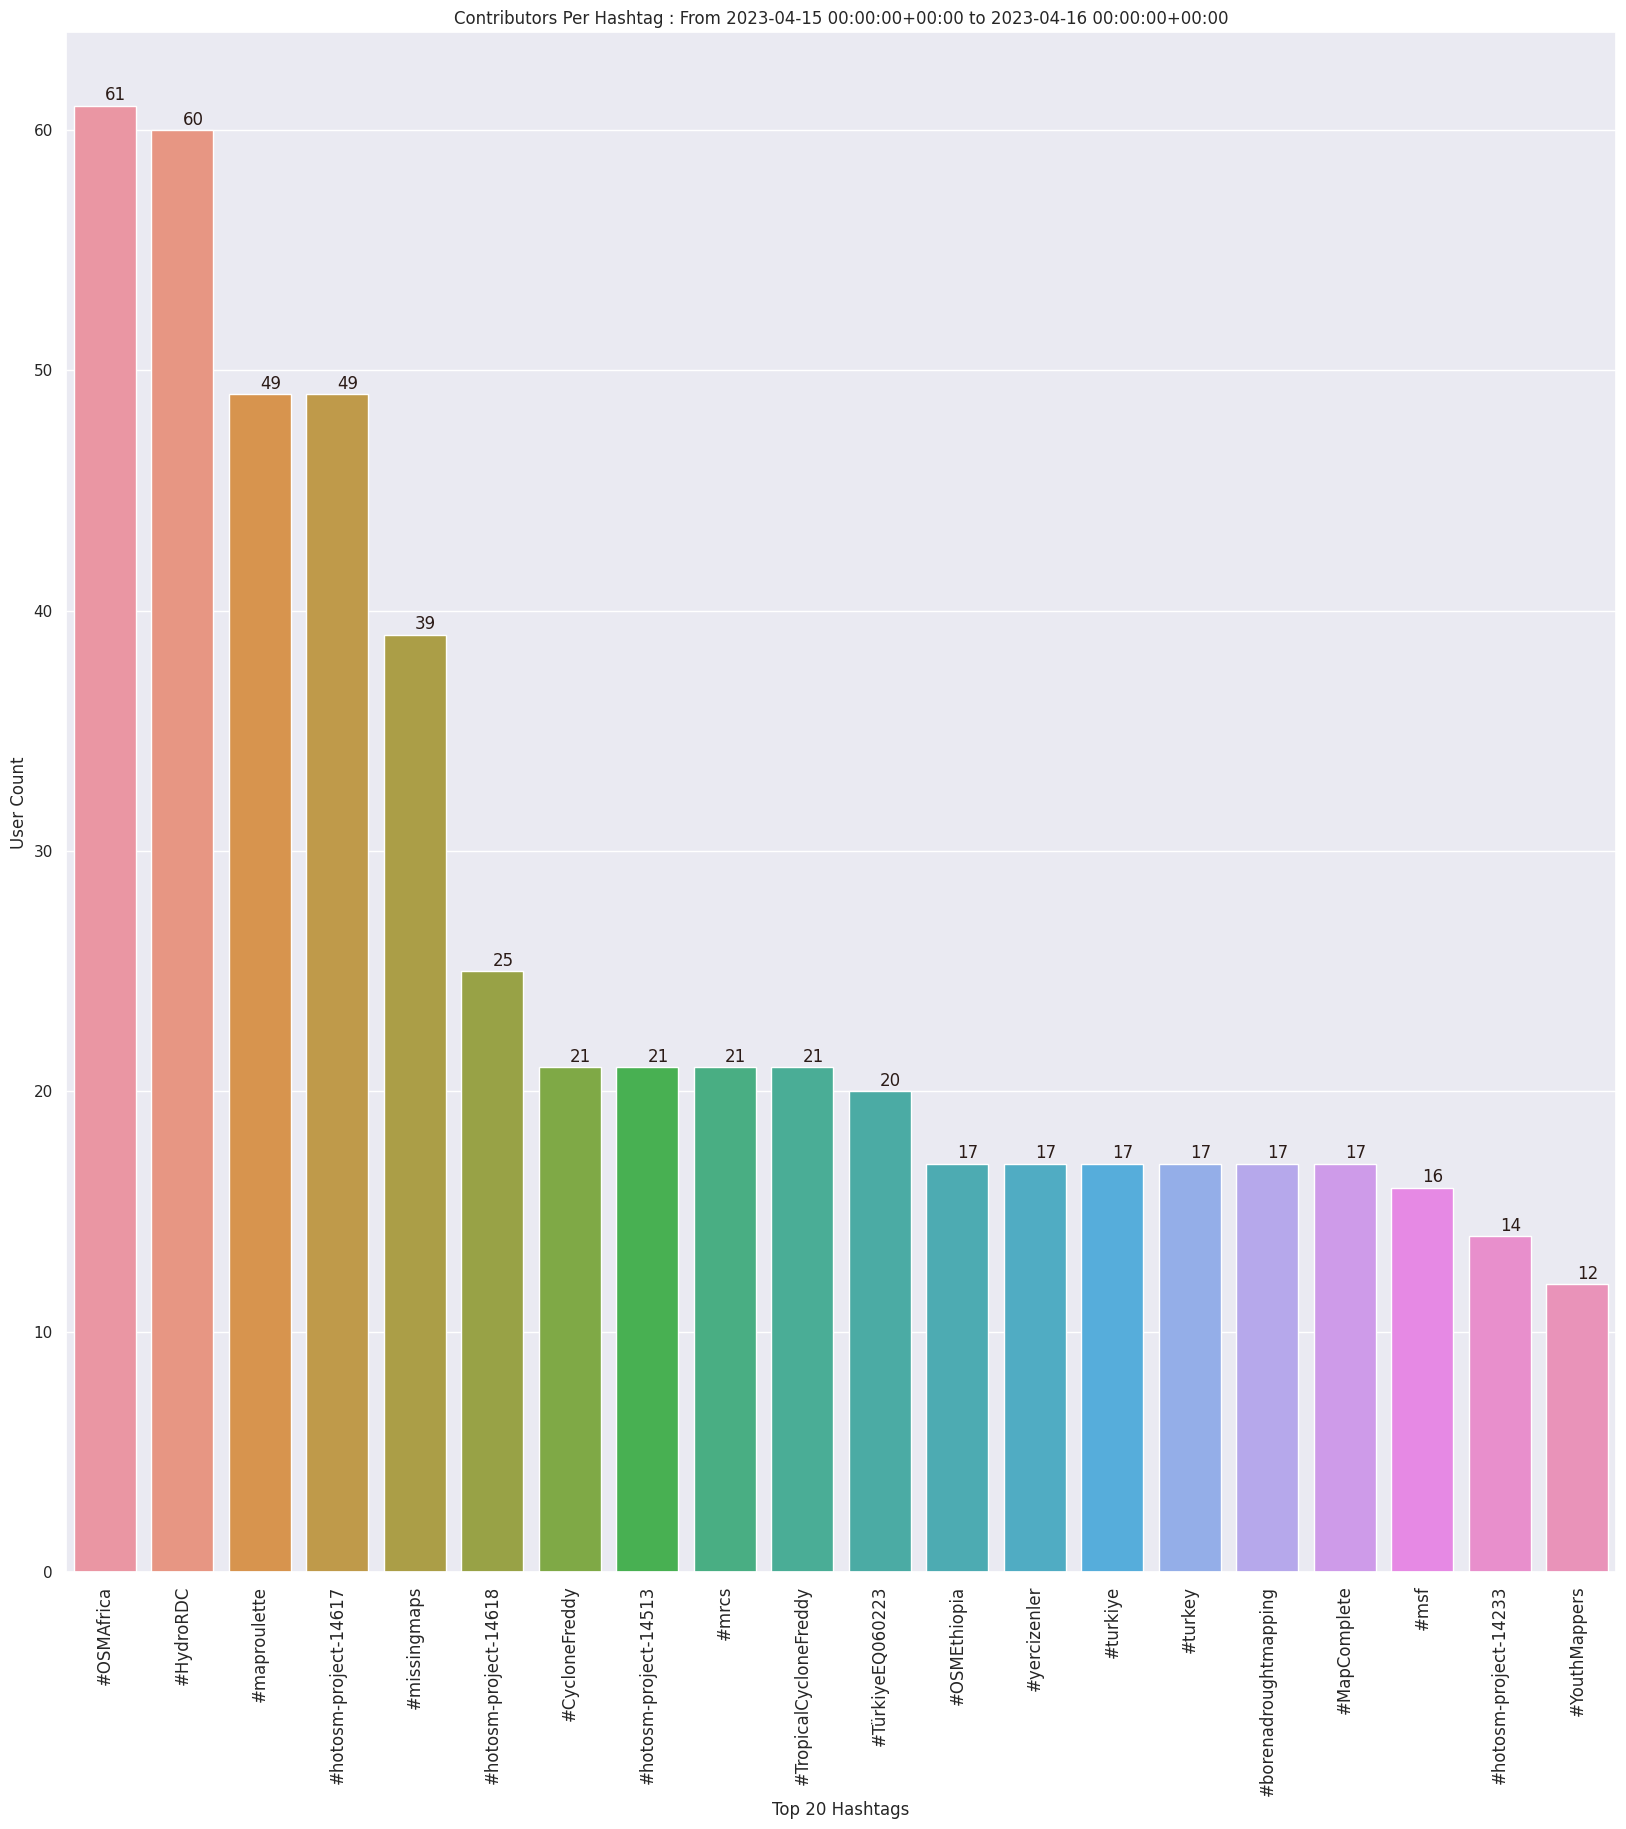 Contributors Per Hashtag : From 2023-04-15 00:00:00+00:00 to 2023-04-16 00:00:00+00:00
User Count
60
50
40
30
20
10
0
61
60
49
49
39
25
21
21
21
21
20
17
17
17
17
17
17
16
14
12
#OSMAfrica
#HydroRDC
#maproulette
#hotosm-project-14617
#missingmaps
#hotosm-project-14618
#CycloneFreddy
#hotosm-project-14513
#mrcs
#TropicalCycloneFreddy
#TürkiyeEQ060223
#OSMEthiopia
#yercizenler
#turkiye
#turkey
#borenadroughtmapping
#MapComplete
#msf
#hotosm-project-14233
#YouthMappers
Top 20 Hashtags